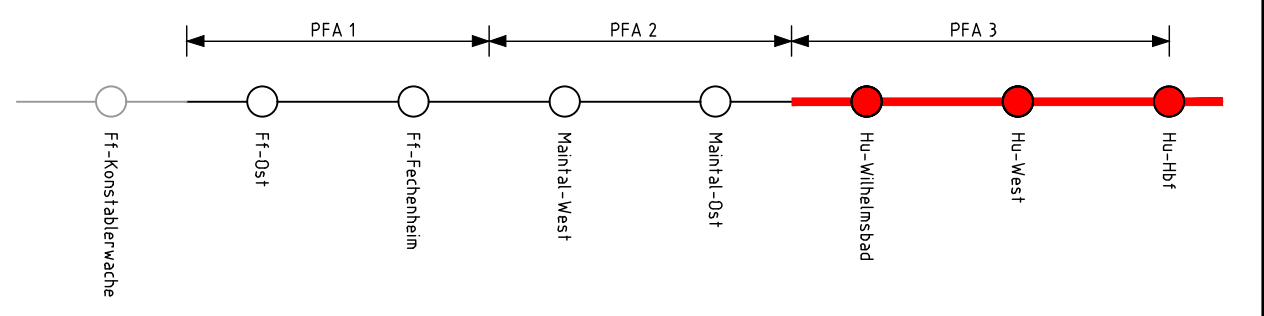 PFA 1
PFA 2
PFA 3
Ff-Konstablerwache
Ff-Ost
Ff-Fechenheim
Maintal-West
Maintal-Ost
Hu-Wilhelmsbad
Hu-West
Hu-Hbf